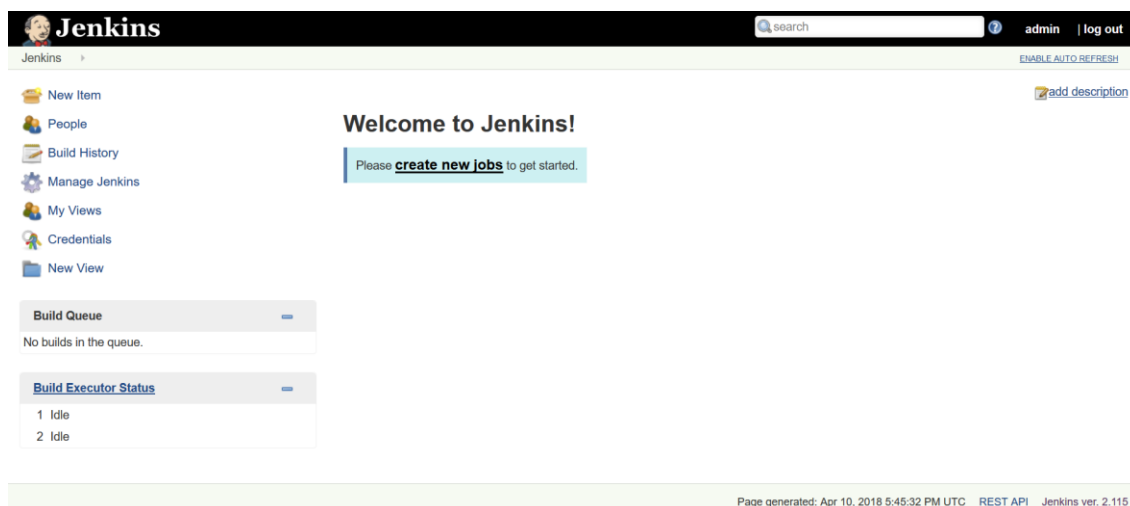 Jenkins
search
admin | log out
Jenkins
ENABLE AUTO REFRESH
New Item
People
Build History
Manage Jenkins
My Views
Credentials
New View
Build Queue
No builds in the queue.
Build Executor Status
1 Idle
2 Idle
add description
Welcome to Jenkins!
Please create new jobs to get started.
Page generated: Apr 10, 2018 5:45:32 PM UTC REST API Jenkins ver. 2.115